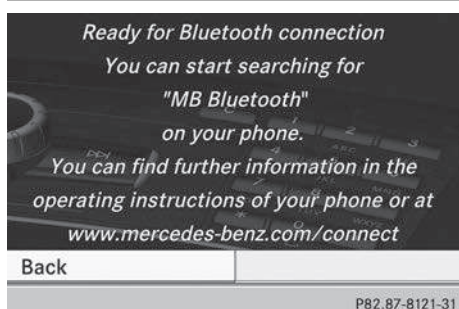 Ready for Bluetooth connection
You can start searching for
"MB Bluetooth"
on your phone.
You can find further information in the
operating instructions of your phone or at
www.mercedes-benz.com/connect
Back
P82.87-8121-31